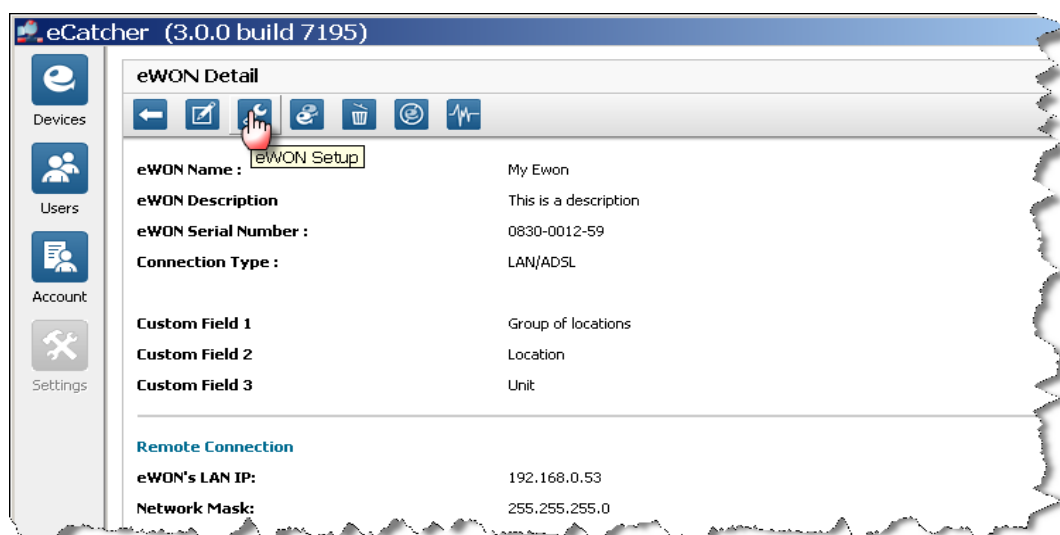 eCatcher (3.0.0 build 7195)
eWON Detail
Devices
eWON Setup
eWON Name : My Ewon
Users
eWON Description This is a description
eWON Serial Number : 0830-0012-59
Connection Type : LAN/ADSL
Account
Custom Field 1 Group of locations
Custom Field 2 Location
Settings
Custom Field 3 Unit
Remote Connection
eWON's LAN IP: 192.168.0.53
Network Mask: 255.255.255.0